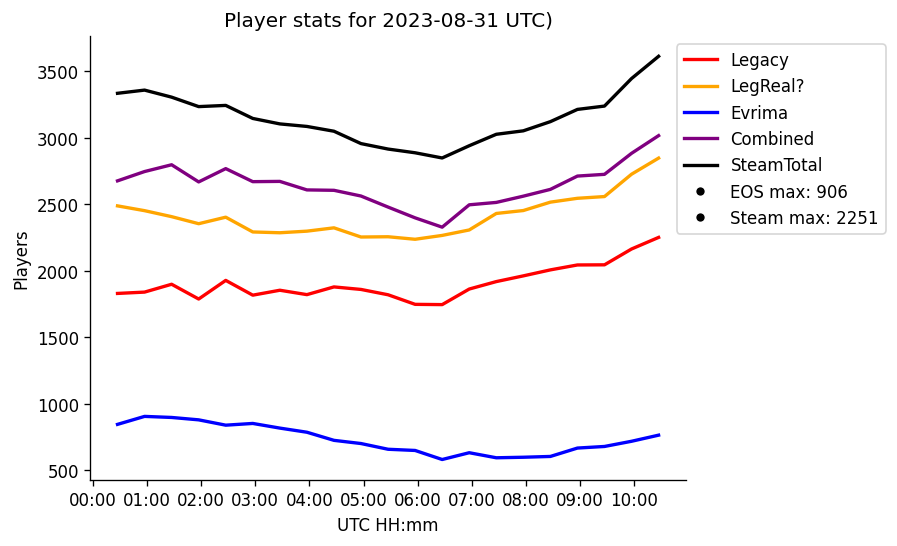 Player stats for 2023-08-31 UTC)
Legacy
LegReal?
Evrima
Combined
SteamTotal
EOS max: 906
Steam max: 2251
Players
3500
3000
2500
2000
1500
1000
500
00:00 01:00 02:00 03:00 04:00 05:00 06:00 07:00 08:00 09:00 10:00
UTC HH:mm